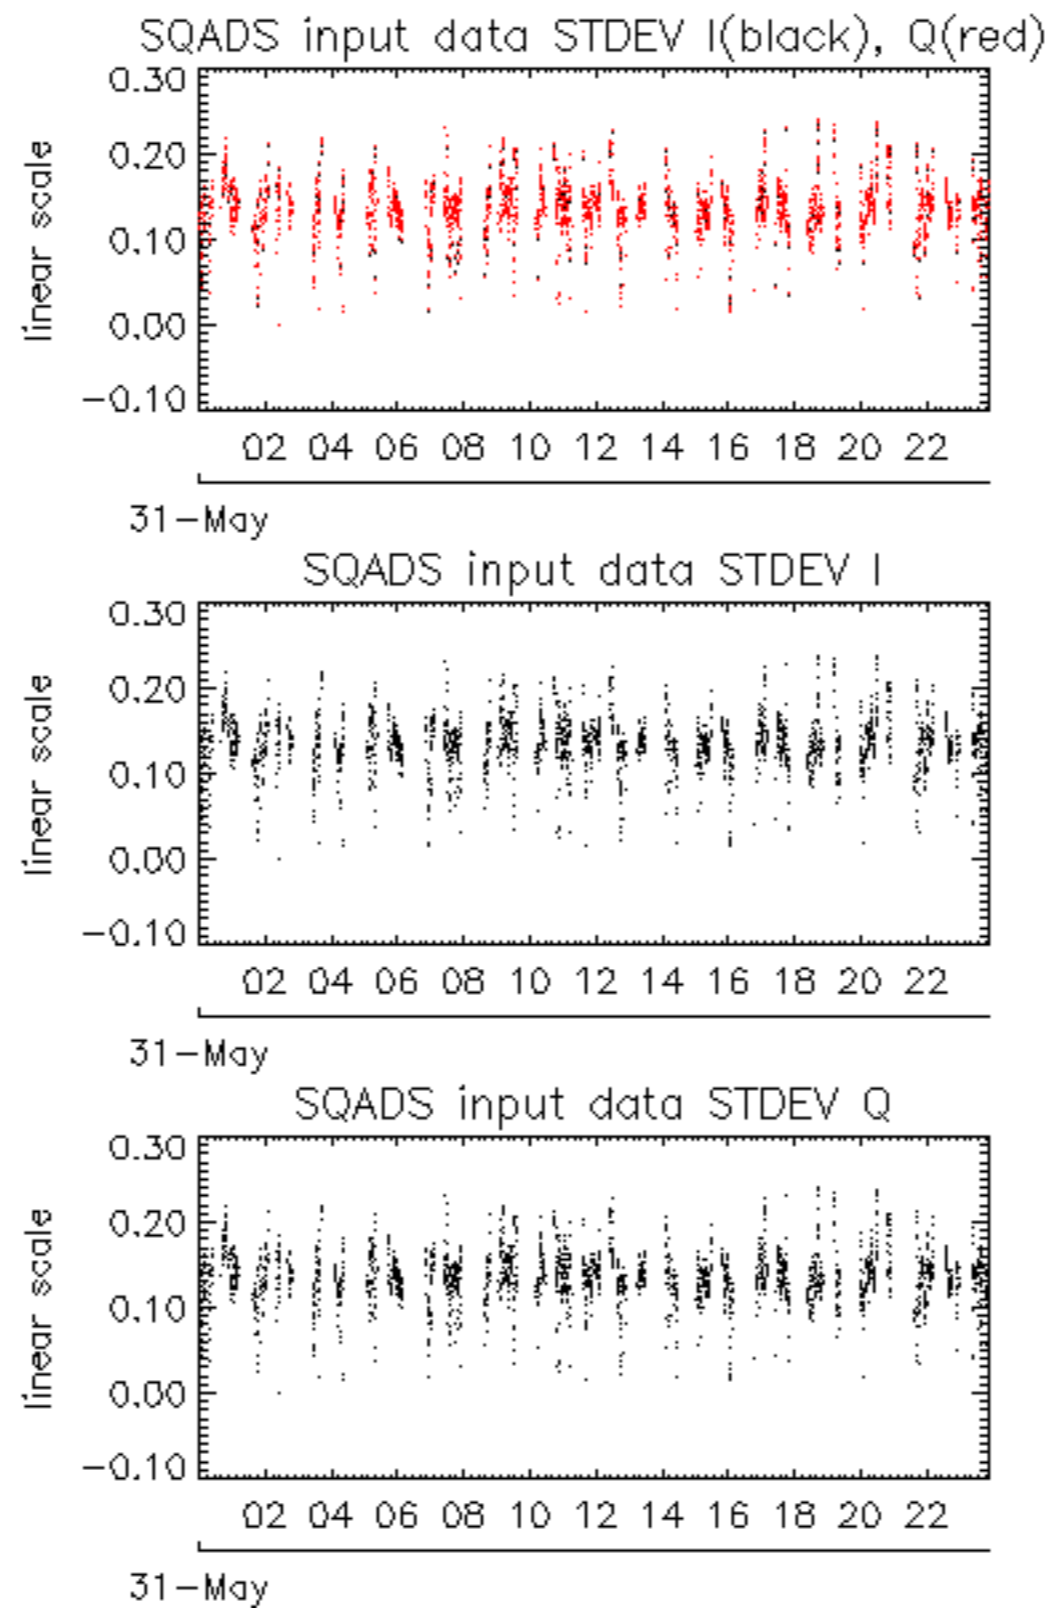 SQADS input data STDEV I(black), Q(red)
0.30
0.20
0.10
0.00
-0.10
linear scale
02 04 06 08 10 12 14 16 18 20 22
31-May
SQADS input data STDEV I
0.30
0.20
0.10
0.00
-0.10
linear scale
02 04 06 08 10 12 14 16 18 20 22
31-May
SQADS input data STDEV Q
0.30
0.20
0.10
0.00
-0.10
linear scale
02 04 06 08 10 12 14 16 18 20 22
31-May